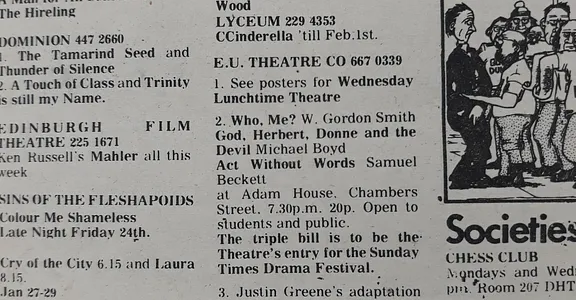 The Hireling
DOMINION 447 2660
1. The Tamarind Seed and
Thunder of Silence
2. A Touch of Class and Trinity
is still my Name.
EDINBURGH FILM
THEATRE 225 1671
Ken Russell's Mahler all this
week
SINS OF THE FLESHAPOIDS
Colour Me Shameless
Late Night Friday 24th.
Cry of the City 6.15 and Laura
8.15.
Jan 27-29
Wood
LYCEUM 229 4353
CCinderella 'till Feb.1st.
E.U. THEATRE CO 667 0339
1. See posters for Wednesday
Lunchtime Theatre
2. Who, Me? W. Gordon Smith
God, Herbert, Donne and the
Devil Michael Boyd
Act Without Words Samuel
Beckett
at Adam House, Chambers
Street, 7.30p.m. 20p. Open to
students and public.
The triple bill is to be the
Theatre's entry for the Sunday
Times Drama Festival.
3. Justin Greene's adaptation
Societies
CHESS CLUB
Mondays and Wed
pm. Room 207 DHT